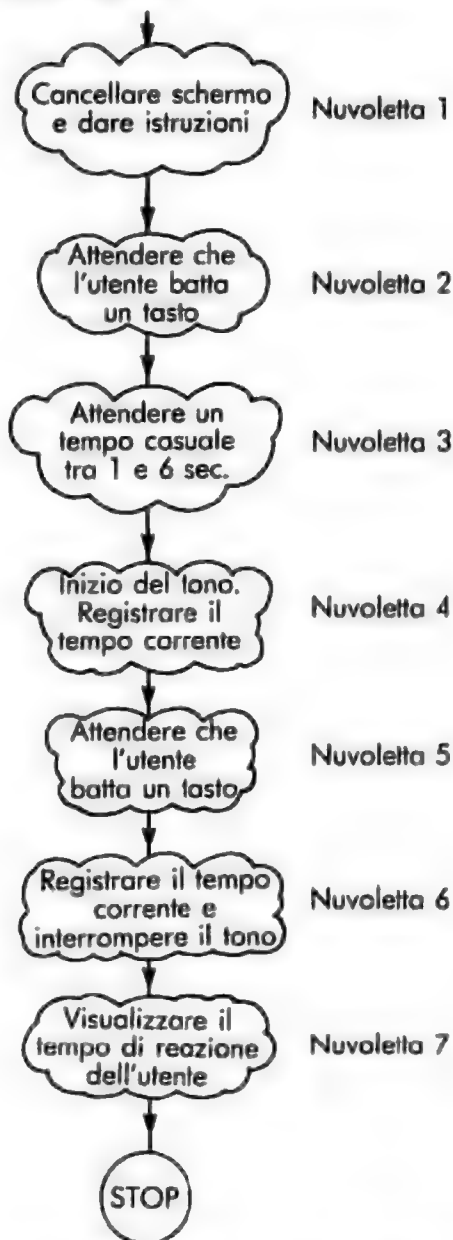 Cancellare schermo
e dare istruzioni
Nuvoletta 1
Attendere che
l'utente batta
un tasto
Nuvoletta 2
Attendere un
tempo casuale
tra 1 e 6 sec.
Nuvoletta 3
Inizio del tono.
Registrare il
tempo corrente
Nuvoletta 4
Attendere che
l'utente
batta un tasto
Nuvoletta 5
Registrare il tempo
corrente e
interrompere il tono
Nuvoletta 6
Visualizzare il
tempo di reazione
dell'utente
Nuvoletta 7
STOP